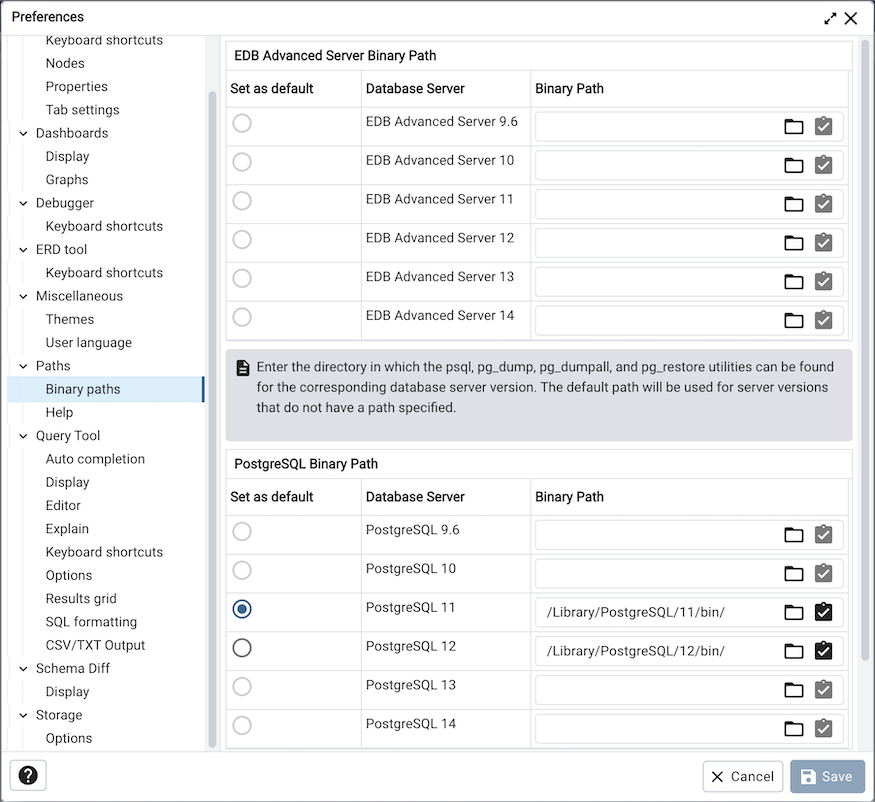 Preferences
Keyboard shortcuts
Nodes
Properties
Tab settings
Dashboards
Display
Graphs
Debugger
Keyboard shortcuts
ERD tool
Keyboard shortcuts
Miscellaneous
Themes
User language
Paths
Binary paths
Help
Query Tool
Auto completion
Display
Editor
Explain
Keyboard shortcuts
Options
Results grid
SQL formatting
CSV/TXT Output
Schema Diff
Display
Storage
Options
EDB Advanced Server Binary Path
Set as default Database Server Binary Path
EDB Advanced Server 9.6
EDB Advanced Server 10
EDB Advanced Server 11
EDB Advanced Server 12
EDB Advanced Server 13
EDB Advanced Server 14
Enter the directory in which the psql, pg_dump, pg_dumpall, and pg_restore utilities can be found
for the corresponding database server version. The default path will be used for server versions
that do not have a path specified.
PostgreSQL Binary Path
Set as default Database Server Binary Path
PostgreSQL 9.6
PostgreSQL 10
PostgreSQL 11 /Library/PostgreSQL/11/bin/
PostgreSQL 12 /Library/PostgreSQL/12/bin/
PostgreSQL 13
PostgreSQL 14
Cancel Save